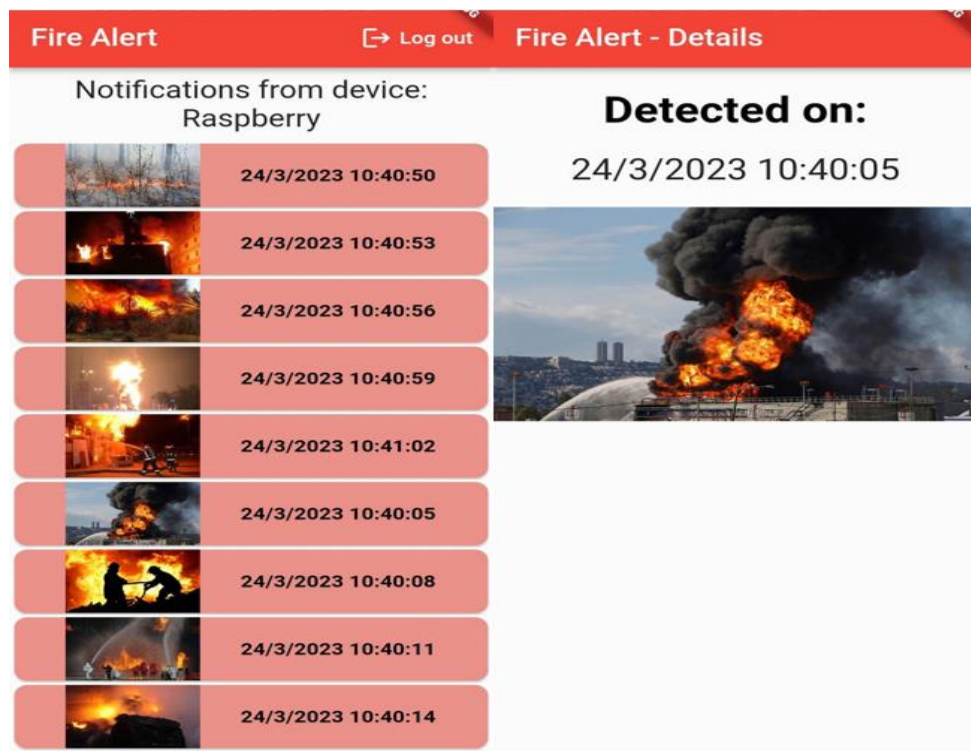 Fire Alert
Log out
Notifications from device:
Raspberry
24/3/2023 10:40:50
24/3/2023 10:40:53
24/3/2023 10:40:56
24/3/2023 10:40:59
24/3/2023 10:41:02
24/3/2023 10:40:05
24/3/2023 10:40:08
24/3/2023 10:40:11
24/3/2023 10:40:14
Fire Alert - Details
Detected on:
24/3/2023 10:40:05